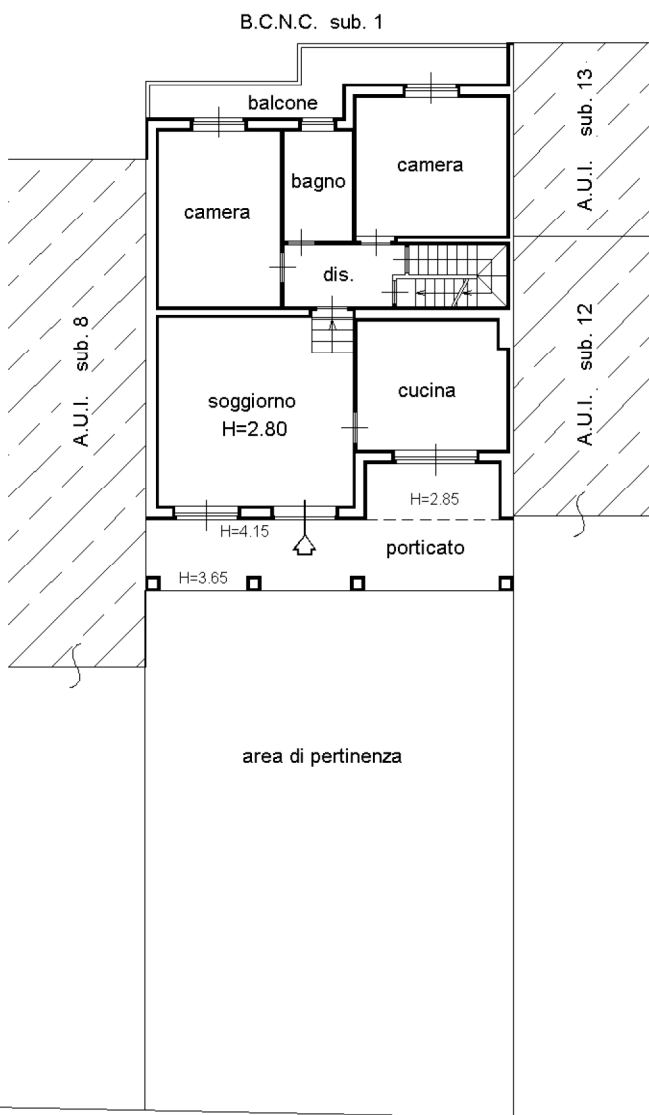 B.C.N.C. sub. 1
balcone
camera
bagno
camera
A.U.I. sub. 13
dis.
A.U.I. sub. 8
soggiorno
H=2.80
cucina
A.U.I. sub. 12
H=2.85
H=4.15
porticato
H=3.65
area di pertinenza